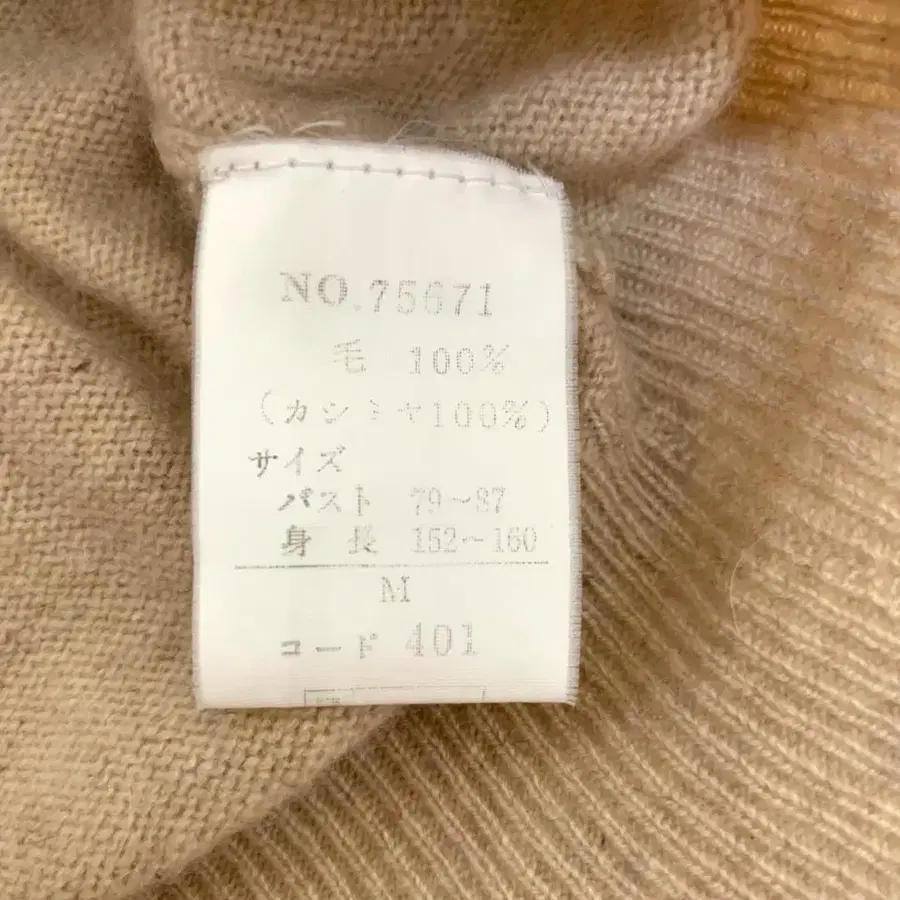 NO.75671
毛 100%
(カシミヤ100%)
サイズ
バスト 79~87
身 長 152~160
M
コード 401